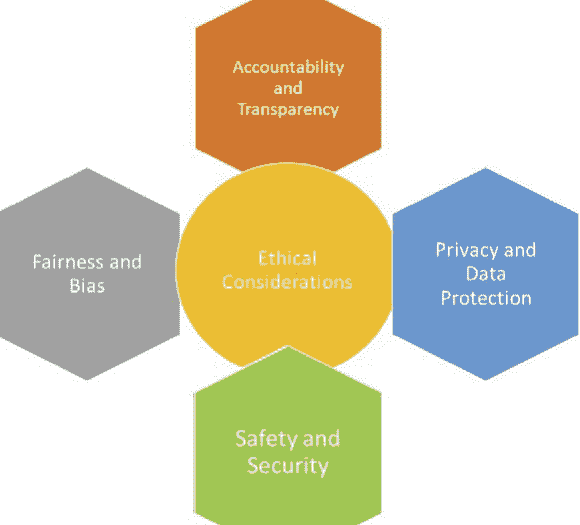 Accountability
and
Transparency
Fairness and
Bias
Ethical
Considerations
Privacy and
Data
Protection
Safety and
Security